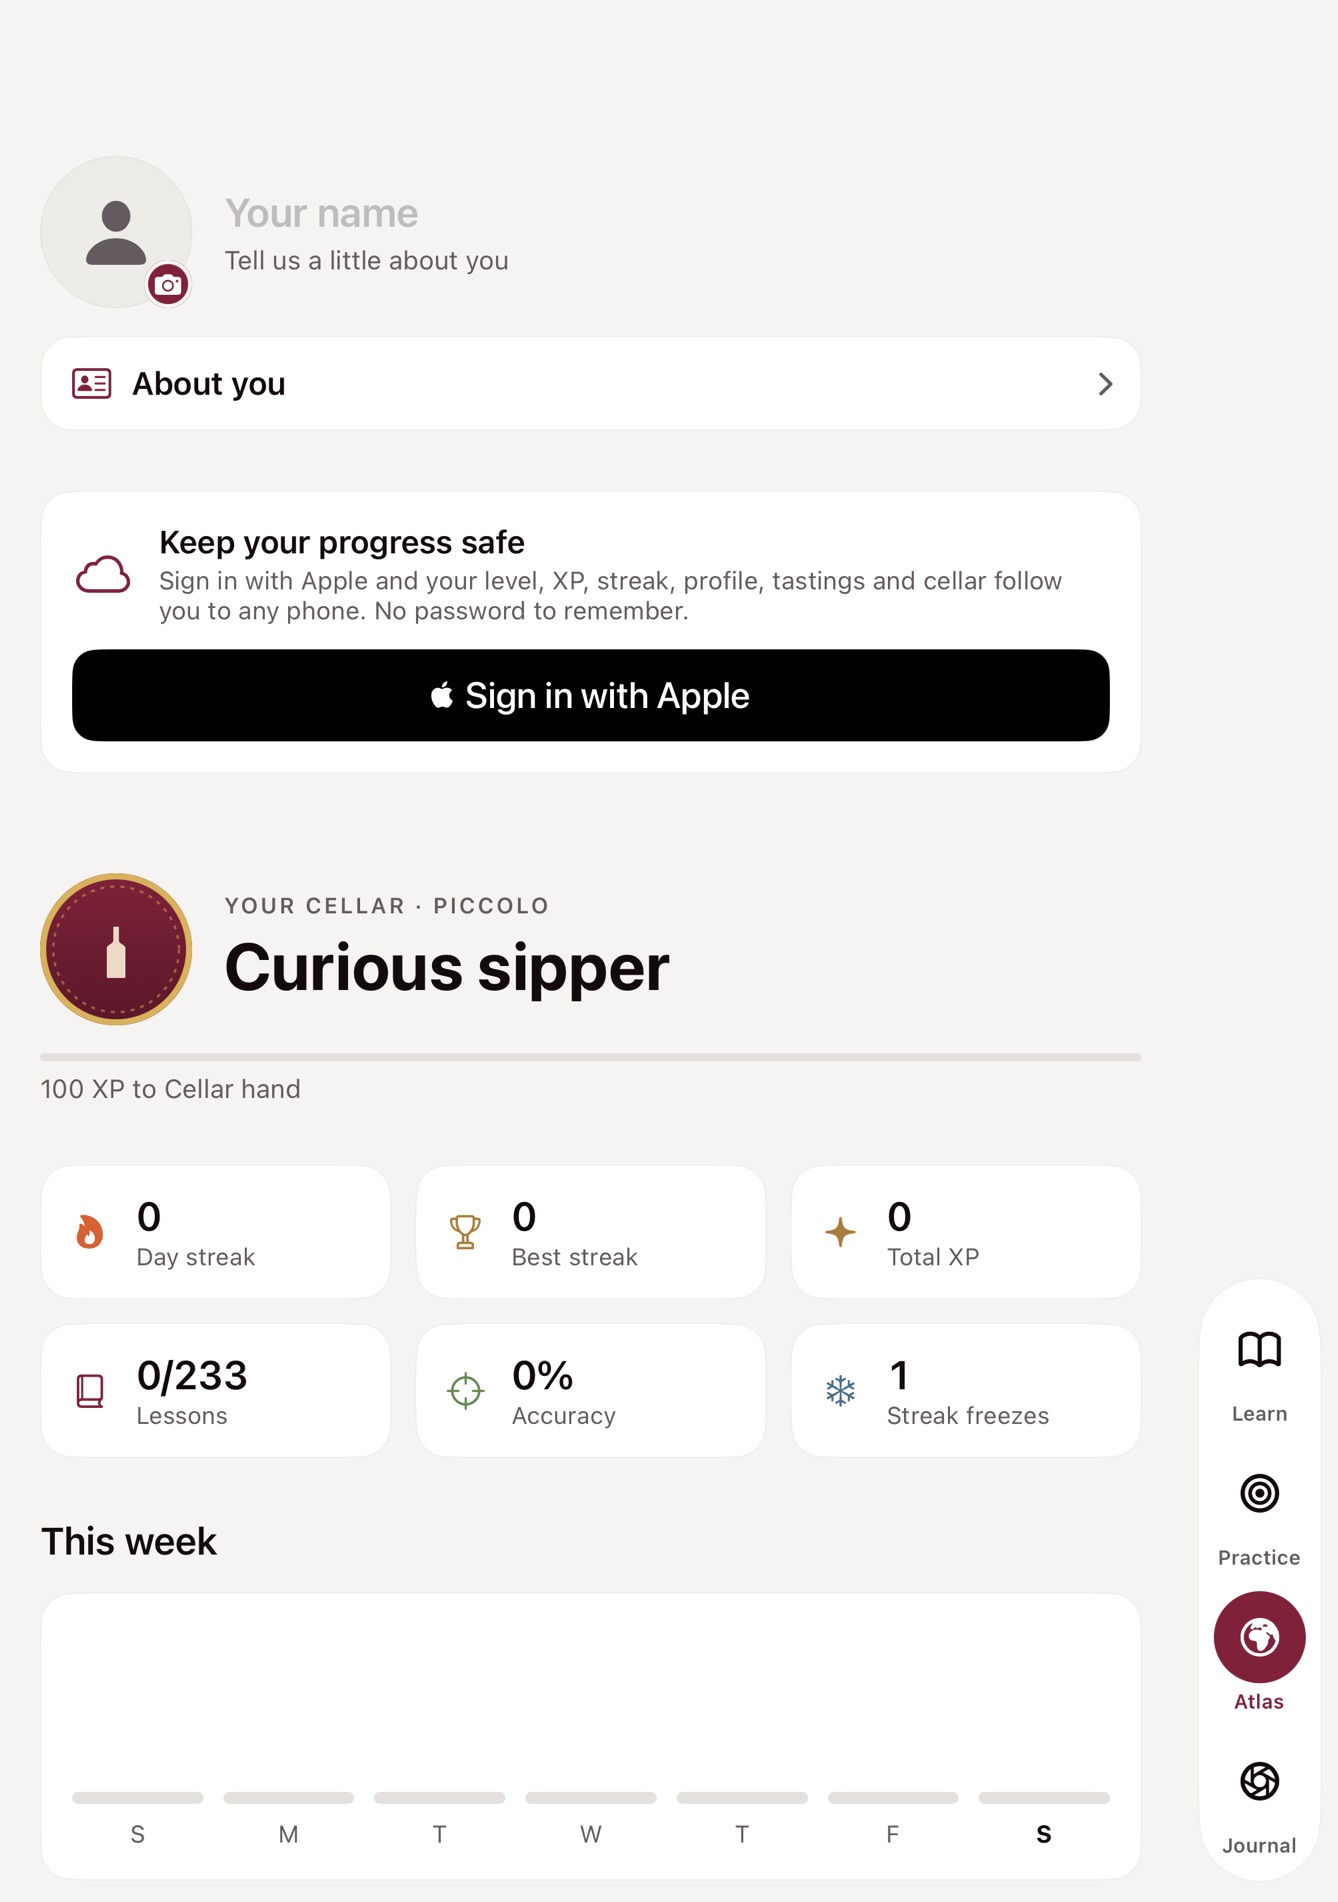 Your name
Tell us a little about you
About you
Keep your progress safe
Sign in with Apple and your level, XP, streak, profile, tastings and cellar follow
you to any phone. No password to remember.
Sign in with Apple
YOUR CELLAR · PICCOLO
Curious sipper
100 XP to Cellar hand
0
Day streak
0
Best streak
0
Total XP
0/233
Lessons
0%
Accuracy
1
Streak freezes
This week
S M T W T F S
Learn
Practice
Atlas
Journal